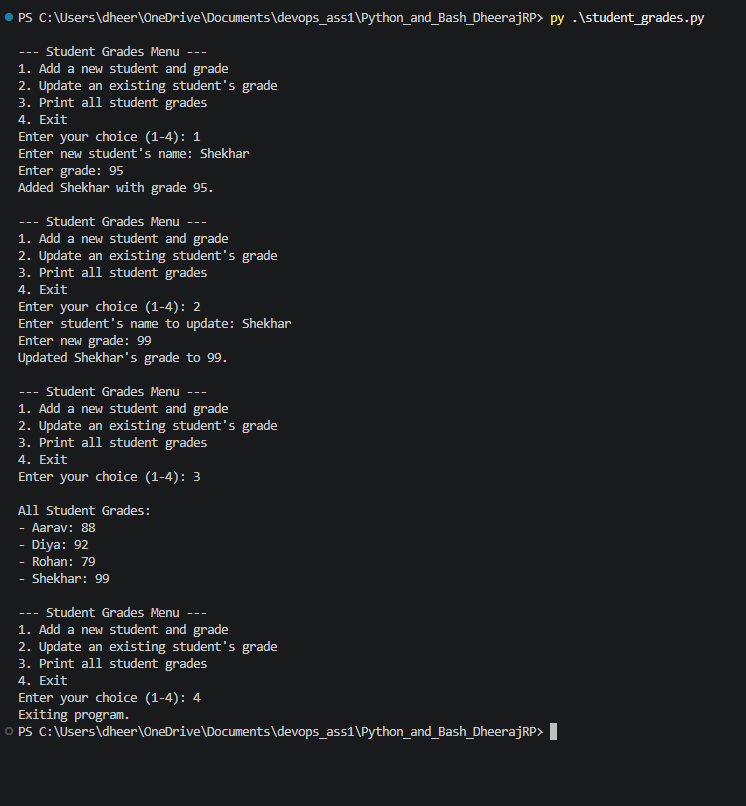 PS C:\Users\dheer\OneDrive\Documents\devops_ass1\Python_and_Bash_DheerajRP> py .\student_grades.py
--- Student Grades Menu ---
1. Add a new student and grade
2. Update an existing student's grade
3. Print all student grades
4. Exit
Enter your choice (1-4): 1
Enter new student's name: Shekhar
Enter grade: 95
Added Shekhar with grade 95.
--- Student Grades Menu ---
1. Add a new student and grade
2. Update an existing student's grade
3. Print all student grades
4. Exit
Enter your choice (1-4): 2
Enter student's name to update: Shekhar
Enter new grade: 99
Updated Shekhar's grade to 99.
--- Student Grades Menu ---
1. Add a new student and grade
2. Update an existing student's grade
3. Print all student grades
4. Exit
Enter your choice (1-4): 3
All Student Grades:
- Aarav: 88
- Diya: 92
- Rohan: 79
- Shekhar: 99
--- Student Grades Menu ---
1. Add a new student and grade
2. Update an existing student's grade
3. Print all student grades
4. Exit
Enter your choice (1-4): 4
Exiting program.
PS C:\Users\dheer\OneDrive\Documents\devops_ass1\Python_and_Bash_DheerajRP>